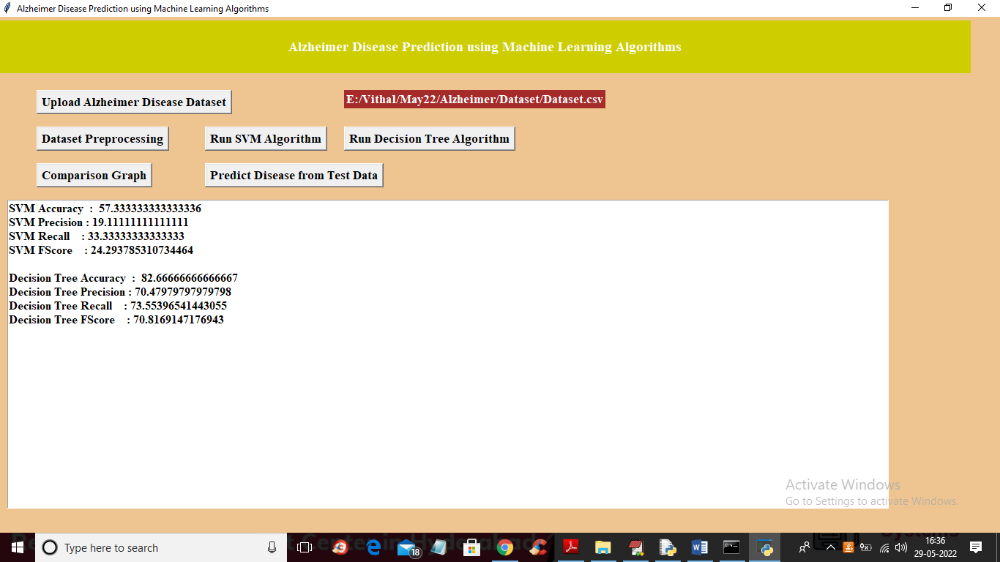 Alzheimer Disease Prediction using Machine Learning Algorithms
Alzheimer Disease Prediction using Machine Learning Algorithms
Upload Alzheimer Disease Dataset
E:/Vithal/May22/Alzheimer/Dataset/Dataset.csv
Dataset Preprocessing
Run SVM Algorithm
Run Decision Tree Algorithm
Comparison Graph
Predict Disease from Test Data
SVM Accuracy  :  57.333333333333336
SVM Precision : 19.11111111111111
SVM Recall    : 33.33333333333333
SVM FScore    : 24.293785310734464
Decision Tree Accuracy  :  82.66666666666667
Decision Tree Precision : 70.47979797979798
Decision Tree Recall    : 73.55396541443055
Decision Tree FScore    : 70.8169147176943
Activate Windows
Go to Settings to activate Windows.
Type here to search
18
16:36
29-05-2022